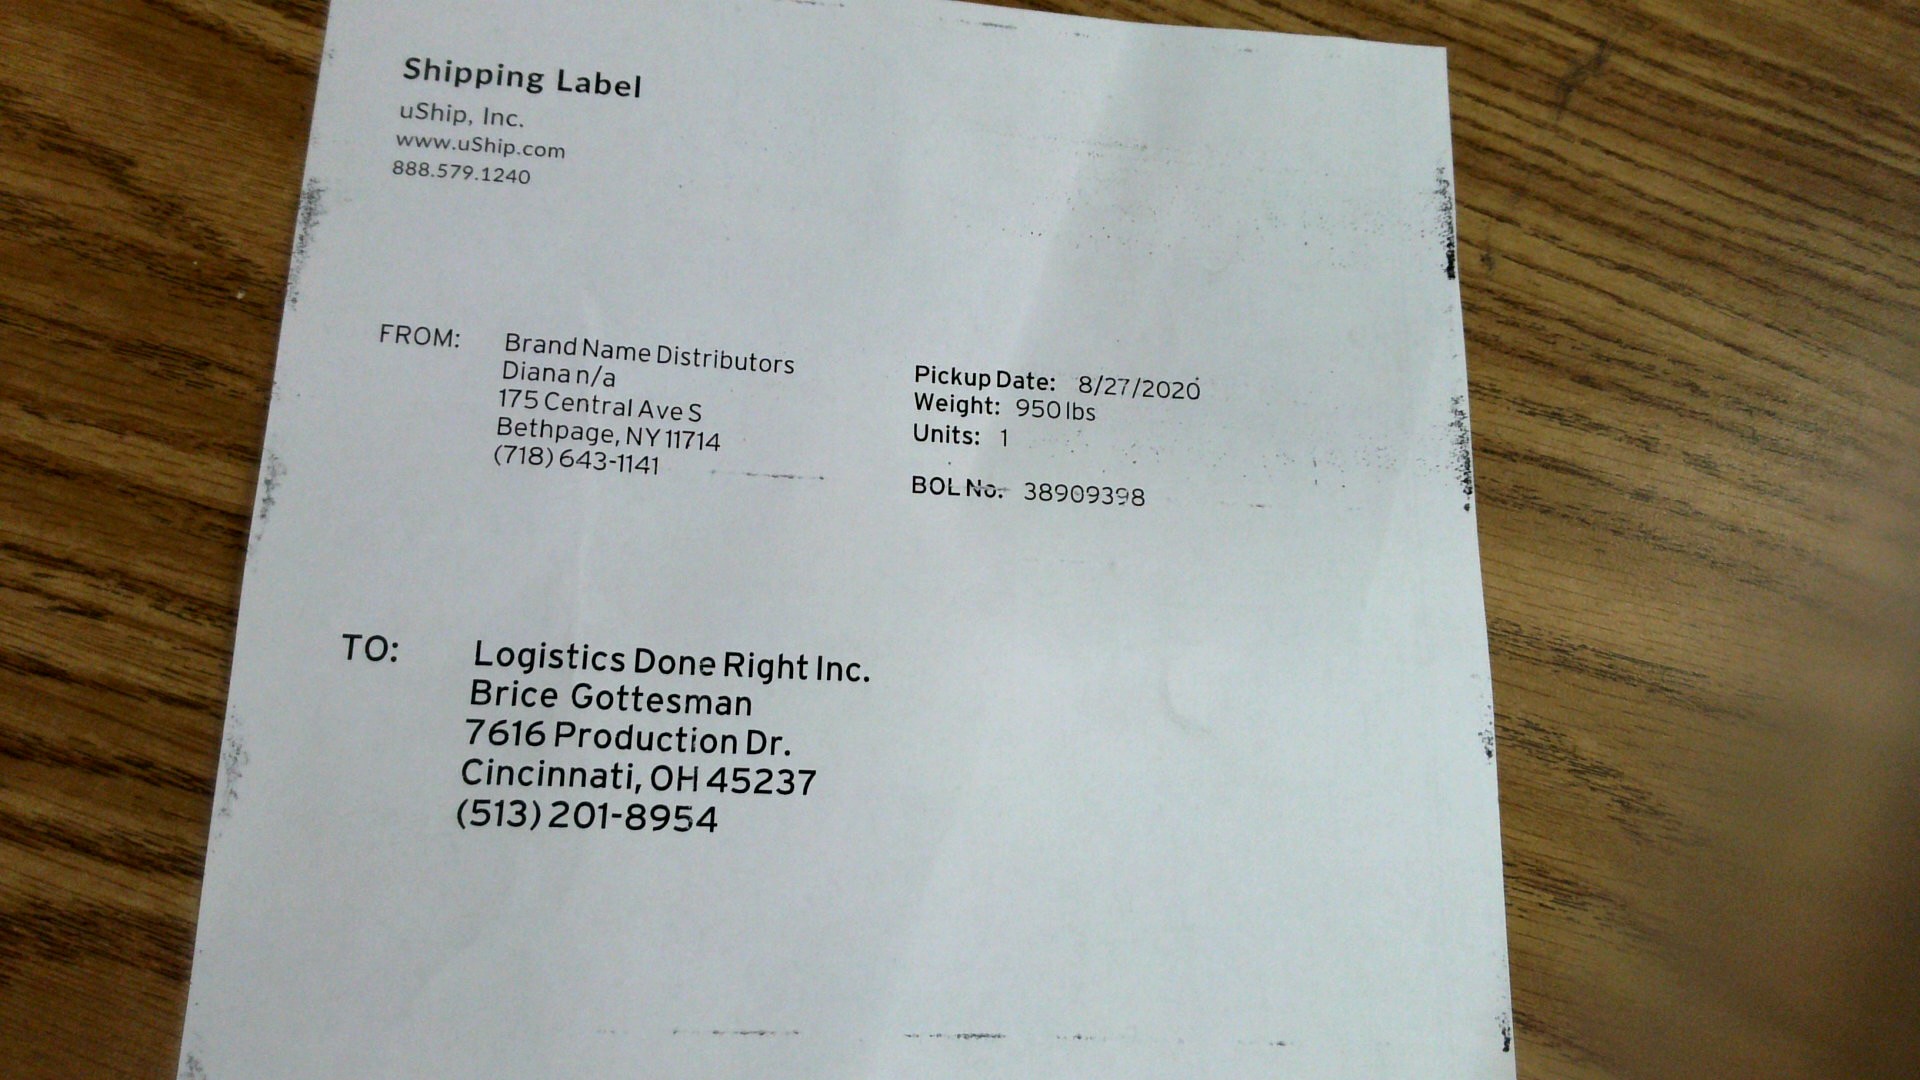 Shipping Label
uShip, Inc.
www.uShip.com
888.579.1240
FROM:
Brand Name Distributors
Diana n/a
175 Central Ave S
Bethpage, NY 11714
(718) 643-1141
Pickup Date: 8/27/2020
Weight: 950 lbs
Units: 1
BOL No. 38909398
TO:
Logistics Done Right Inc.
Brice Gottesman
7616 Production Dr.
Cincinnati, OH 45237
(513) 201-8954